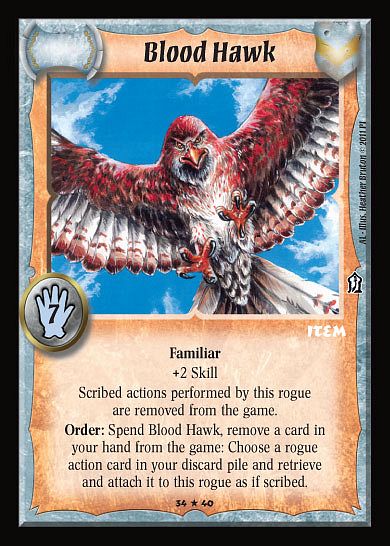 Blood Hawk
AL - Illus. Heather Bruton © 2011 P1
7
ITEM
Familiar
+2 Skill
Scribed actions performed by this rogue
are removed from the game.
Order: Spend Blood Hawk, remove a card in
your hand from the game: Choose a rogue
action card in your discard pile and retrieve
and attach it to this rogue as if scribed.
34 ★ 40